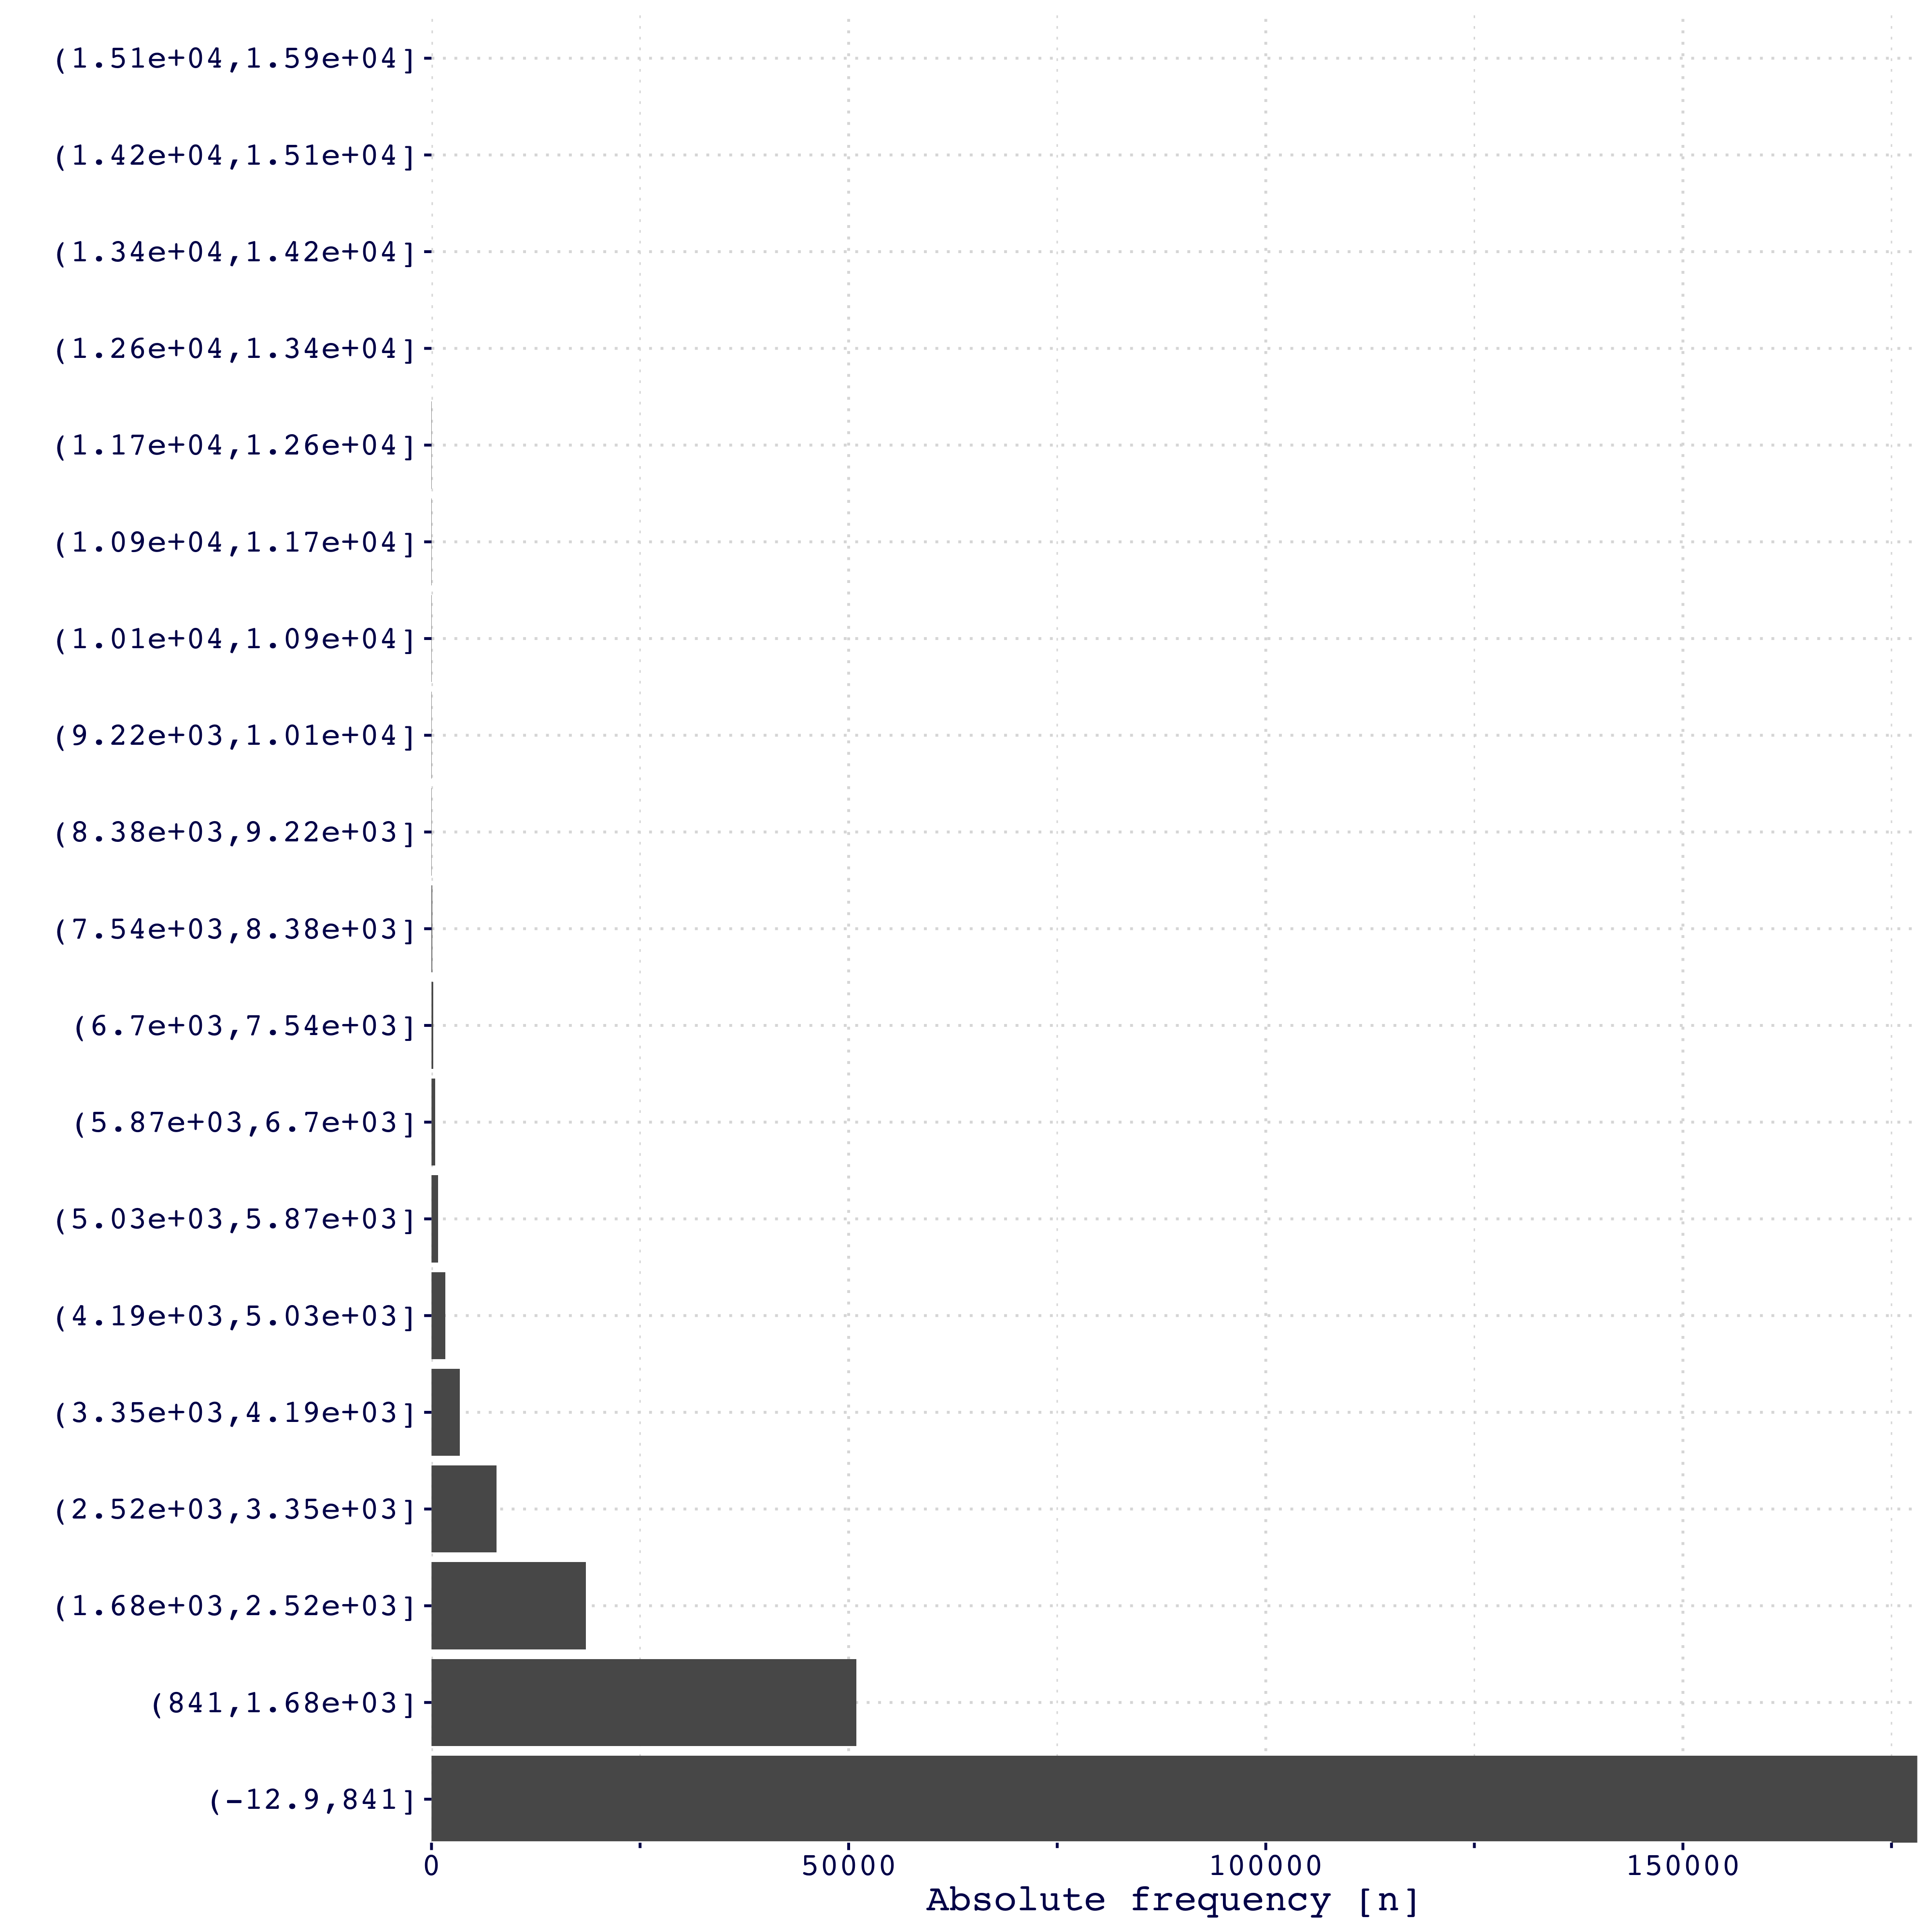 (1.51e+04,1.59e+04]
(1.42e+04,1.51e+04]
(1.34e+04,1.42e+04]
(1.26e+04,1.34e+04]
(1.17e+04,1.26e+04]
(1.09e+04,1.17e+04]
(1.01e+04,1.09e+04]
(9.22e+03,1.01e+04]
(8.38e+03,9.22e+03]
(7.54e+03,8.38e+03]
(6.7e+03,7.54e+03]
(5.87e+03,6.7e+03]
(5.03e+03,5.87e+03]
(4.19e+03,5.03e+03]
(3.35e+03,4.19e+03]
(2.52e+03,3.35e+03]
(1.68e+03,2.52e+03]
(841,1.68e+03]
(-12.9,841]
0 50000 100000 150000
Absolute frequency [n]